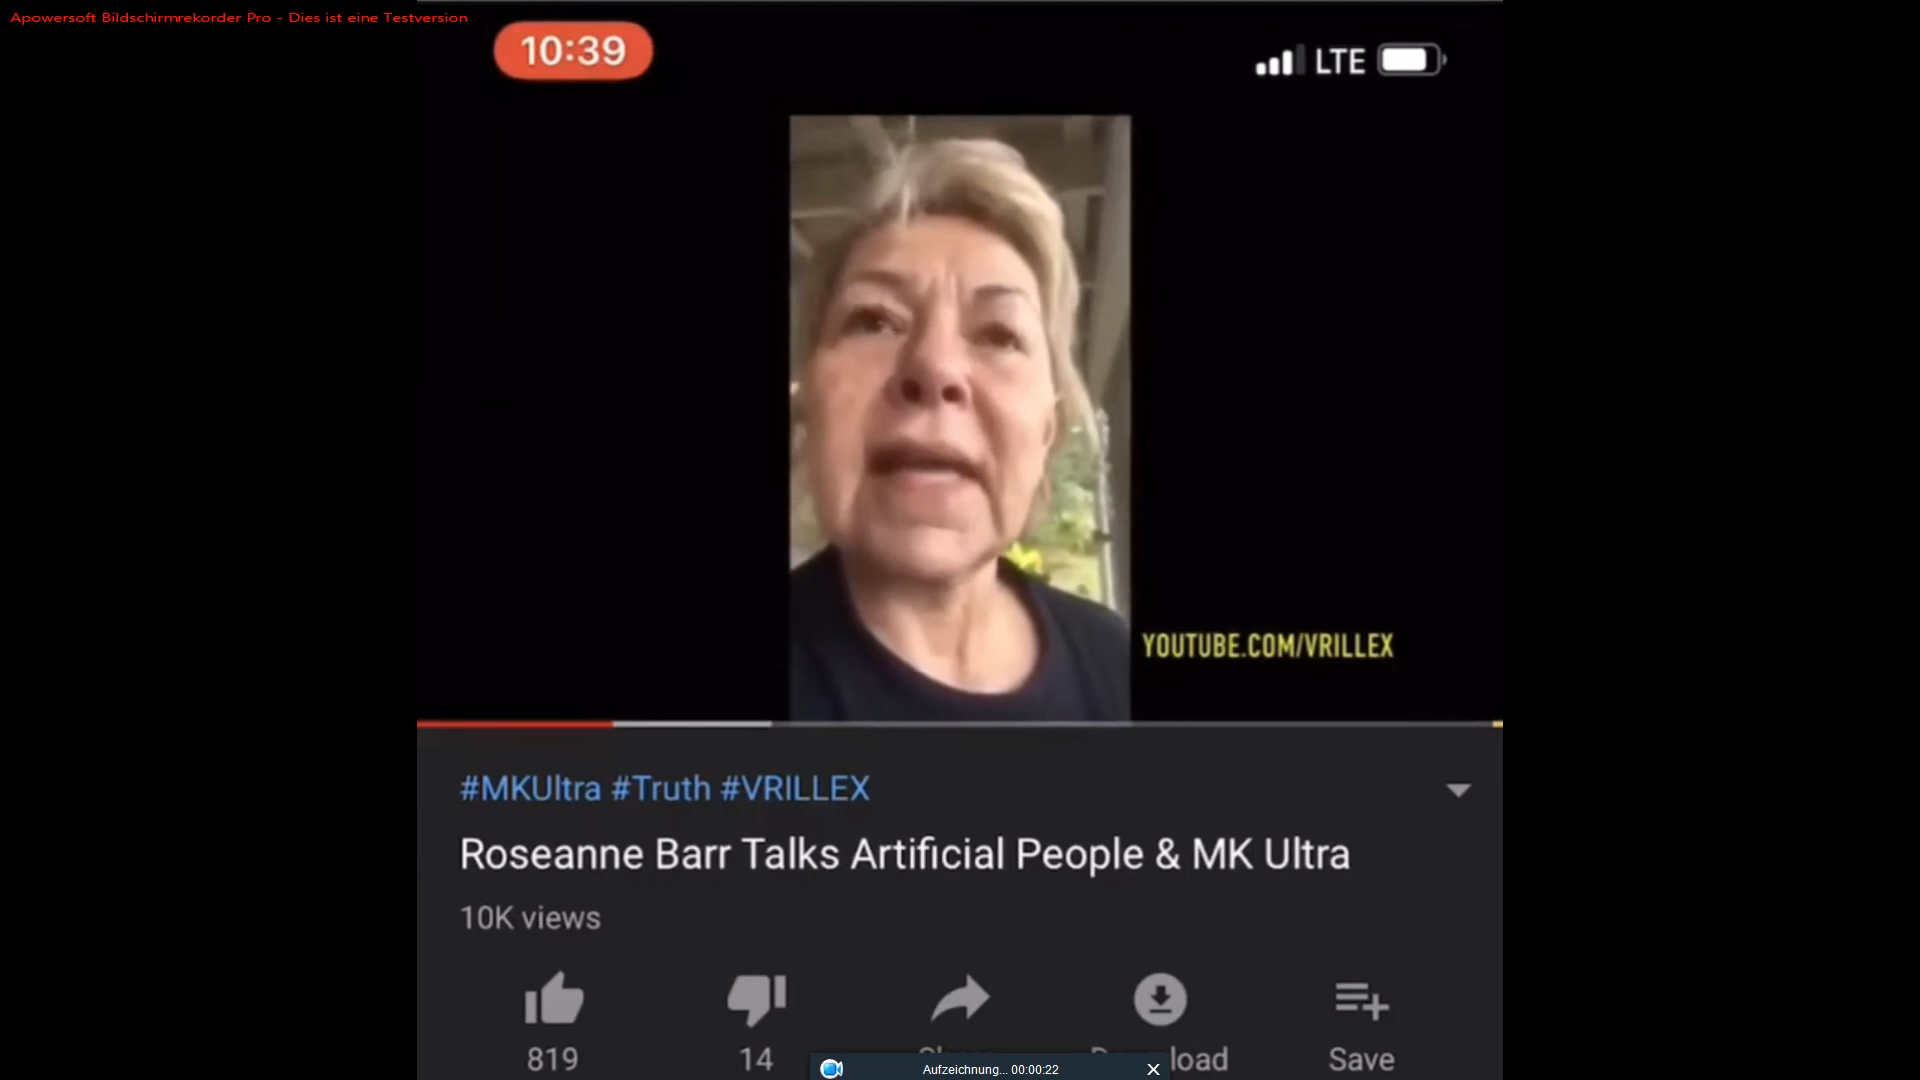 Apowersoft Bildschirmrekorder Pro - Dies ist eine Testversion
10:39
LTE
YOUTUBE.COM/VRILLEX
#MKUltra #Truth #VRILLEX
Roseanne Barr Talks Artificial People & MK Ultra
10K views
819
14
Save
Aufzeichnung... 00:00:22